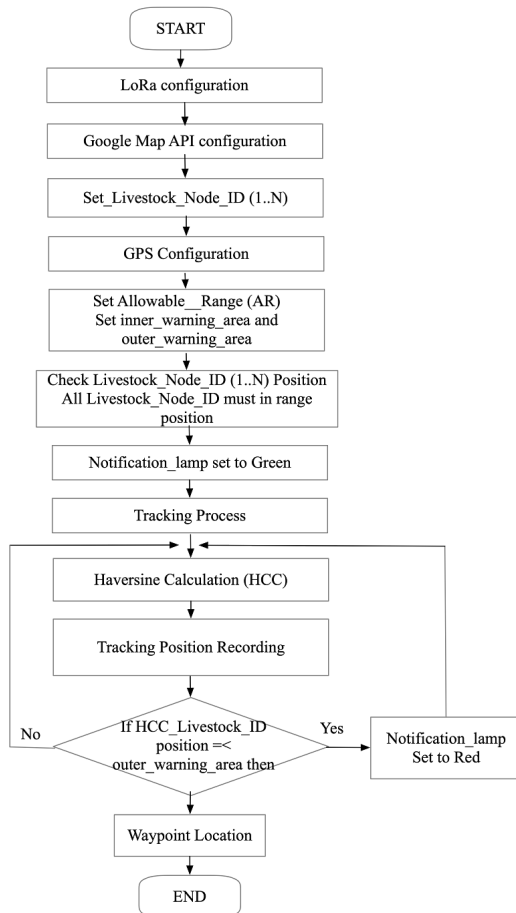 START
LoRa configuration
Google Map API configuration
Set_Livestock_Node_ID (1..N)
GPS Configuration
Set Allowable__Range (AR)
Set inner_warning_area and
outer_warning_area
Check Livestock_Node_ID (1..N) Position
All Livestock_Node_ID must in range
position
Notification_lamp set to Green
Tracking Process
Haversine Calculation (HCC)
Tracking Position Recording
No
If HCC_Livestock_ID
position =<
outer_warning_area then
Yes
Notification_lamp
Set to Red
Waypoint Location
END